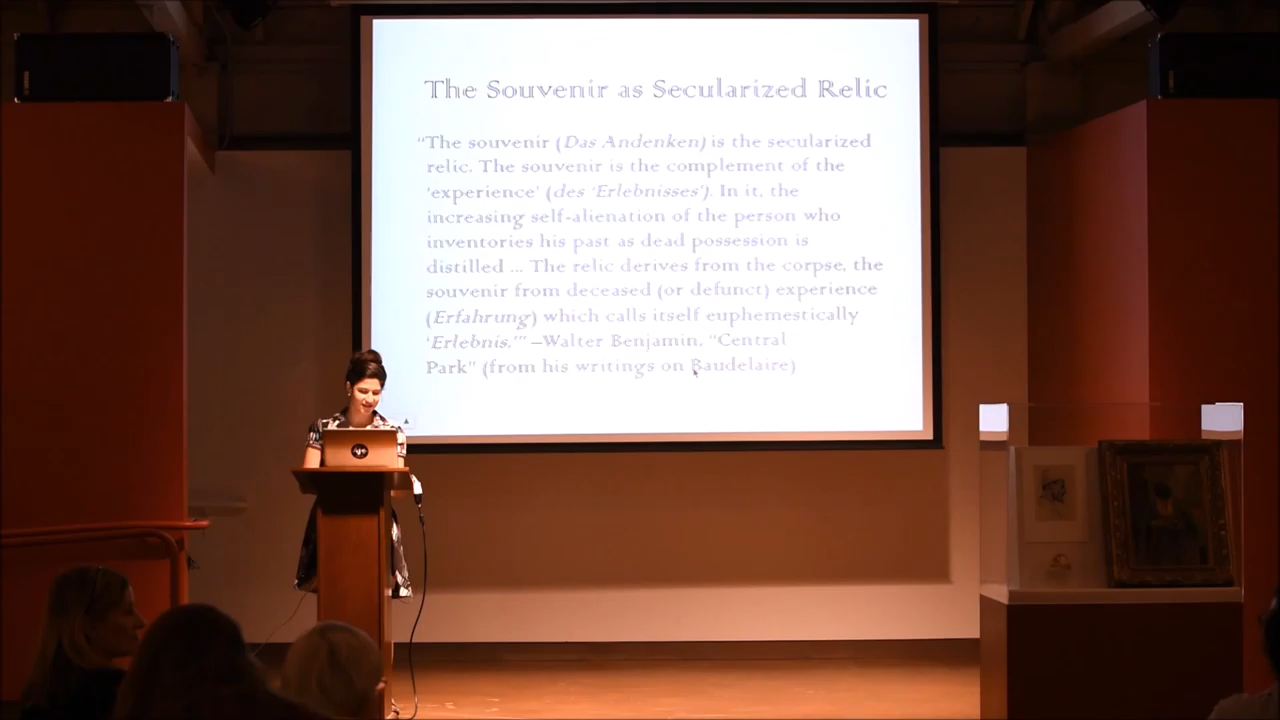 The Souvenir as Secularized Relic
“The souvenir (Das Andenken) is the secularized
relic. The souvenir is the complement of the
‘experience’ (des ‘Erlebnisses’). In it, the
increasing self-alienation of the person who
inventories his past as dead possession is
distilled ... The relic derives from the corpse, the
souvenir from deceased (or defunct) experience
(Erfahrung) which calls itself euphemestically
‘Erlebnis.’” –Walter Benjamin, “Central
Park” (from his writings on Baudelaire)